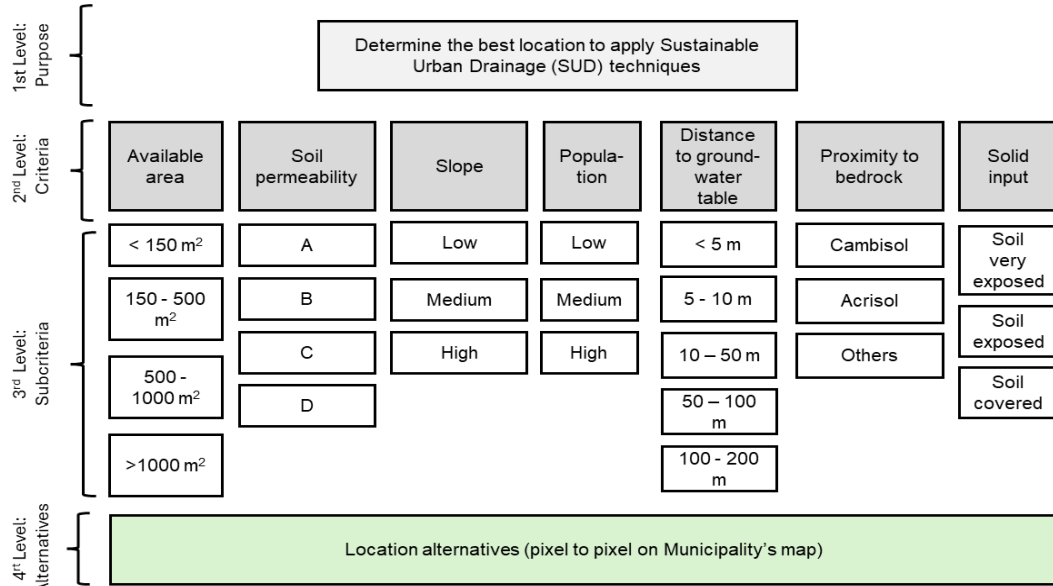 1st Level:
Purpose
Determine the best location to apply Sustainable
Urban Drainage (SUD) techniques
2nd Level:
Criteria
Available
area
Soil
permeability
Slope
Popula-
tion
Distance
to ground-
water
table
Proximity to
bedrock
Solid
input
3rd Level:
Subcriteria
< 150 m²
150 - 500
m²
500 -
1000 m²
>1000 m²
A
B
C
D
Low
Medium
High
Low
Medium
High
< 5 m
5 - 10 m
10 – 50 m
50 – 100
m
100 - 200
m
Cambisol
Acrisol
Others
Soil
very
exposed
Soil
exposed
Soil
covered
4rt Level:
Alternatives
Location alternatives (pixel to pixel on Municipality’s map)